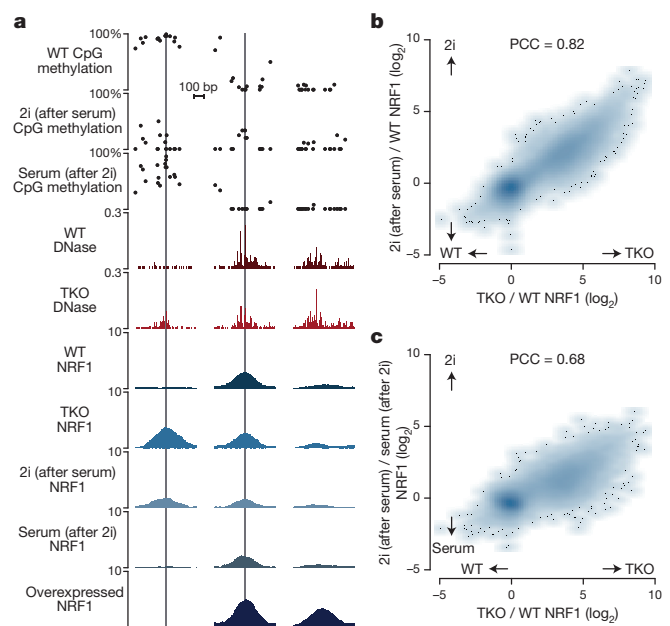 a
100%
WT CpG
methylation
100 bp
100%
2i (after serum)
CpG methylation
100%
Serum (after 2i)
CpG methylation
0.3
WT
DNase
0.3
TKO
DNase
10
WT
NRF1
10
TKO
NRF1
10
2i (after serum)
NRF1
10
Serum (after 2i)
NRF1
10
Overexpressed
NRF1
b
2i (after serum) / WT NRF1 (log2)
10
5
0
−5
2i
PCC = 0.82
WT
TKO
−5 0 5 10
TKO / WT NRF1 (log2)
c
2i (after serum) / serum (after 2i)
NRF1 (log2)
10
5
0
−5
2i
PCC = 0.68
Serum
WT
TKO
−5 0 5 10
TKO / WT NRF1 (log2)